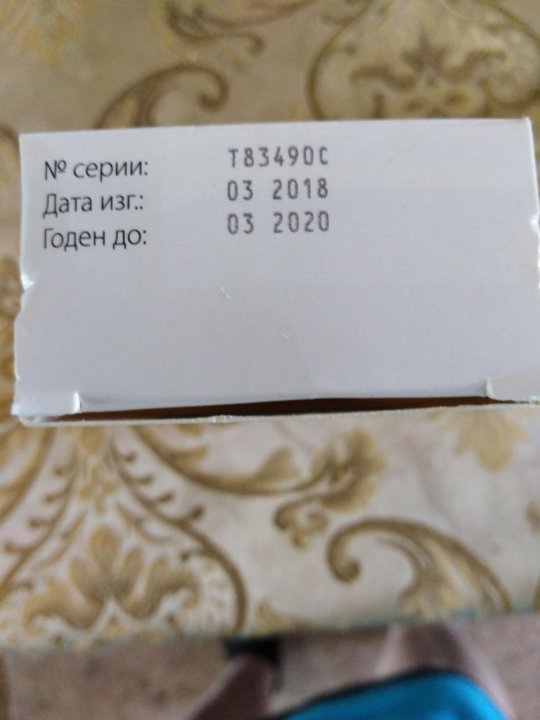 № серии: T83490C
Дата изг.: 03 2018
Годен до: 03 2020